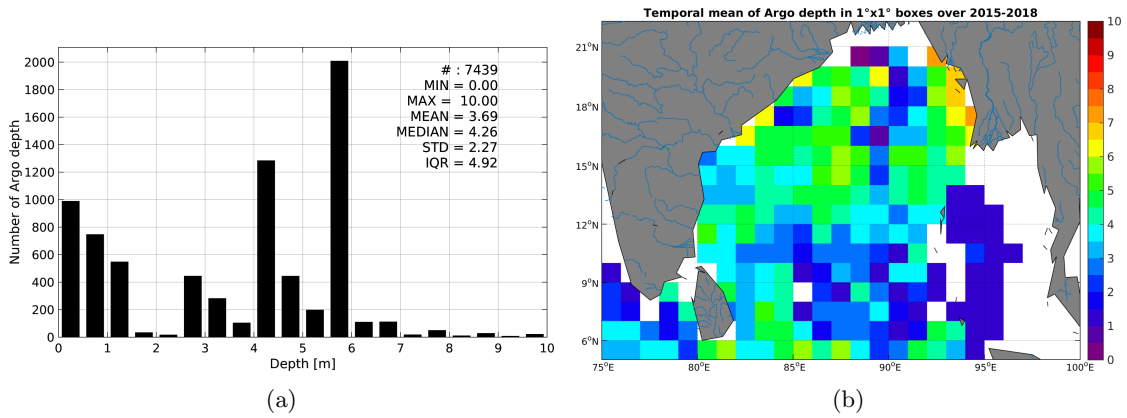 Temporal mean of Argo depth in 1°x1° boxes over 2015-2018
# : 7439
MIN = 0.00
MAX = 10.00
MEAN = 3.69
MEDIAN = 4.26
STD = 2.27
IQR = 4.92
Number of Argo depth
2000
1800
1600
1400
1200
1000
800
600
400
200
0
0 1 2 3 4 5 6 7 8 9 10
Depth [m]
21°N
18°N
15°N
12°N
9°N
6°N
75°E 80°E 85°E 90°E 95°E 100°E
10
9
8
7
6
5
4
3
2
1
0
(a)
(b)